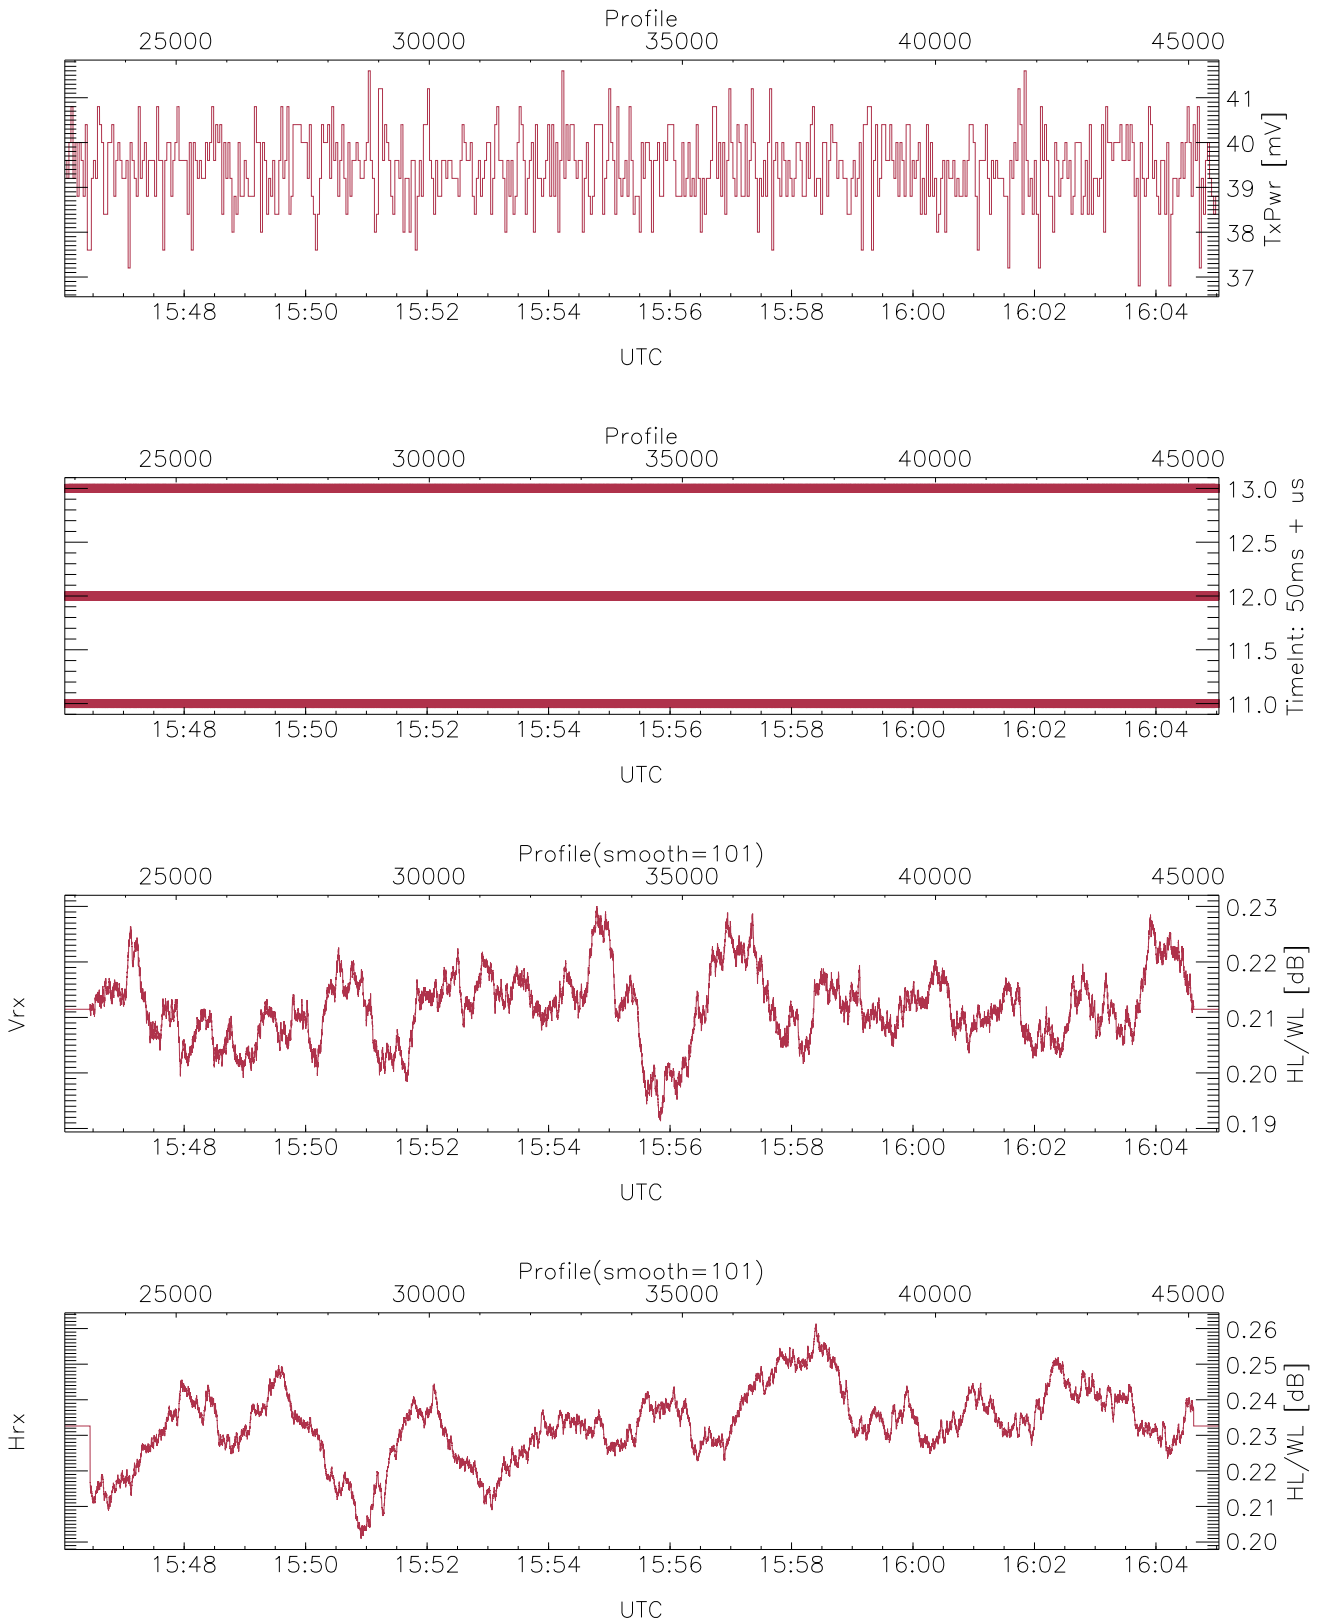 Profile
25000 30000 35000 40000 45000
41
40
39
38
37
TxPwr [mV]
15:48 15:50 15:52 15:54 15:56 15:58 16:00 16:02 16:04
UTC
Profile
25000 30000 35000 40000 45000
13.0
12.5
12.0
11.5
11.0
TimeInt: 50ms + us
15:48 15:50 15:52 15:54 15:56 15:58 16:00 16:02 16:04
UTC
Profile(smooth=101)
25000 30000 35000 40000 45000
Vrx
0.23
0.22
0.21
0.20
0.19
HL/WL [dB]
15:48 15:50 15:52 15:54 15:56 15:58 16:00 16:02 16:04
UTC
Profile(smooth=101)
25000 30000 35000 40000 45000
Hrx
0.26
0.25
0.24
0.23
0.22
0.21
0.20
HL/WL [dB]
15:48 15:50 15:52 15:54 15:56 15:58 16:00 16:02 16:04
UTC